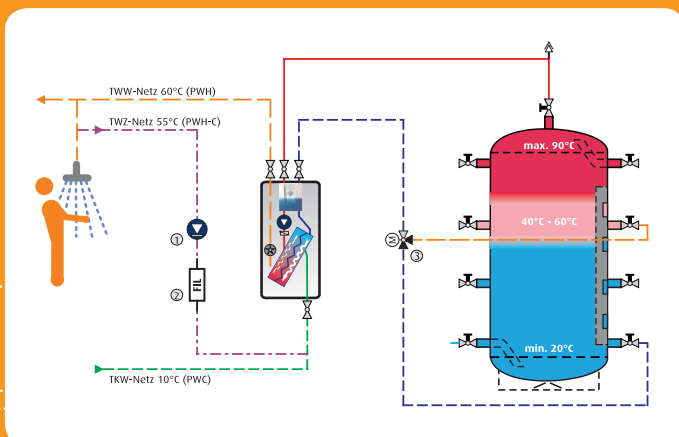 TWW-Netz 60°C (PWH)
TWZ-Netz 55°C (PWH-C)
max. 90°C
40°C - 60°C
M
1
3
2
FIL
min. 20°C
TKW-Netz 10°C (PWC)